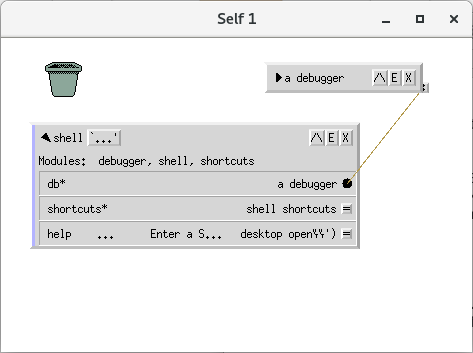 Self 1
a debugger /\ E X
shell `...' /\ E X
Modules: debugger, shell, shortcuts
db* a debugger
shortcuts* shell shortcuts =
help ... Enter a S... desktop open\'\') =